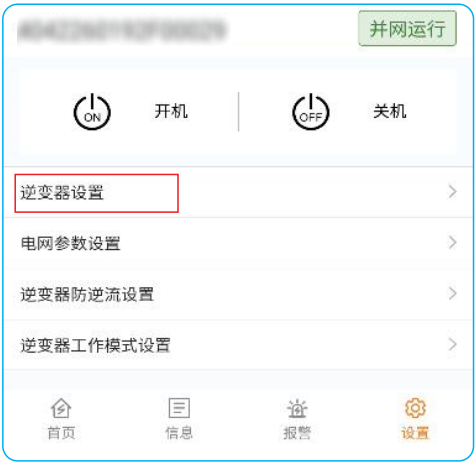 并网运行
ON 开机
OFF 关机
逆变器设置
电网参数设置
逆变器防逆流设置
逆变器工作模式设置
首页 信息 报警 设置